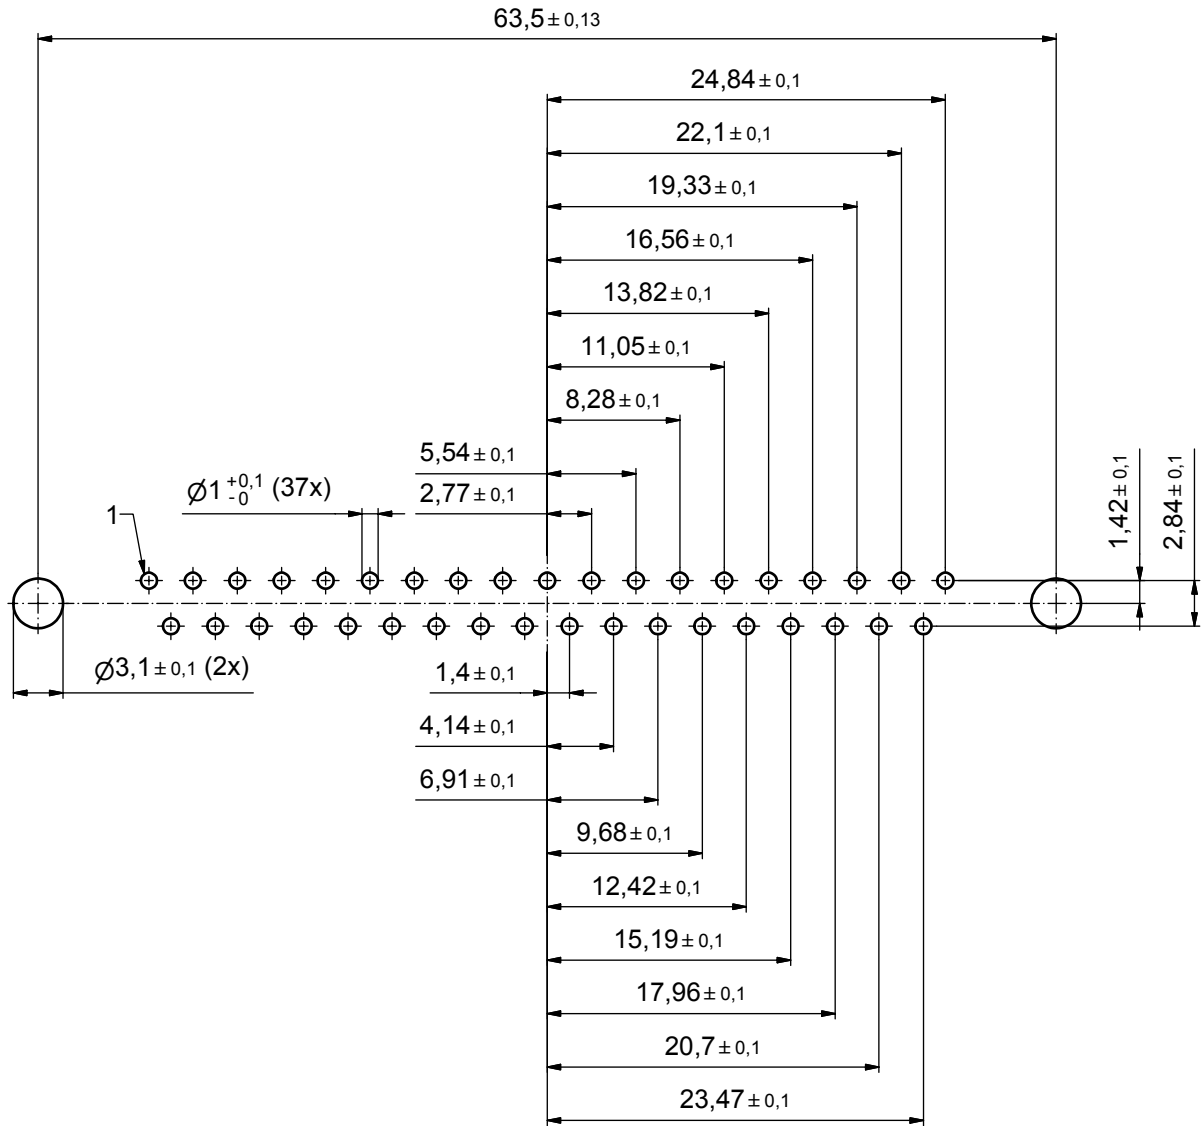 63,5 ± 0,13
24,84 ± 0,1
22,1 ± 0,1
19,33 ± 0,1
16,56 ± 0,1
13,82 ± 0,1
11,05 ± 0,1
8,28 ± 0,1
5,54 ± 0,1
2,77 ± 0,1
Ø1 +0,1 -0 (37x)
1
1,42 ± 0,1
2,84 ± 0,1
Ø3,1 ± 0,1 (2x)
1,4 ± 0,1
4,14 ± 0,1
6,91 ± 0,1
9,68 ± 0,1
12,42 ± 0,1
15,19 ± 0,1
17,96 ± 0,1
20,7 ± 0,1
23,47 ± 0,1